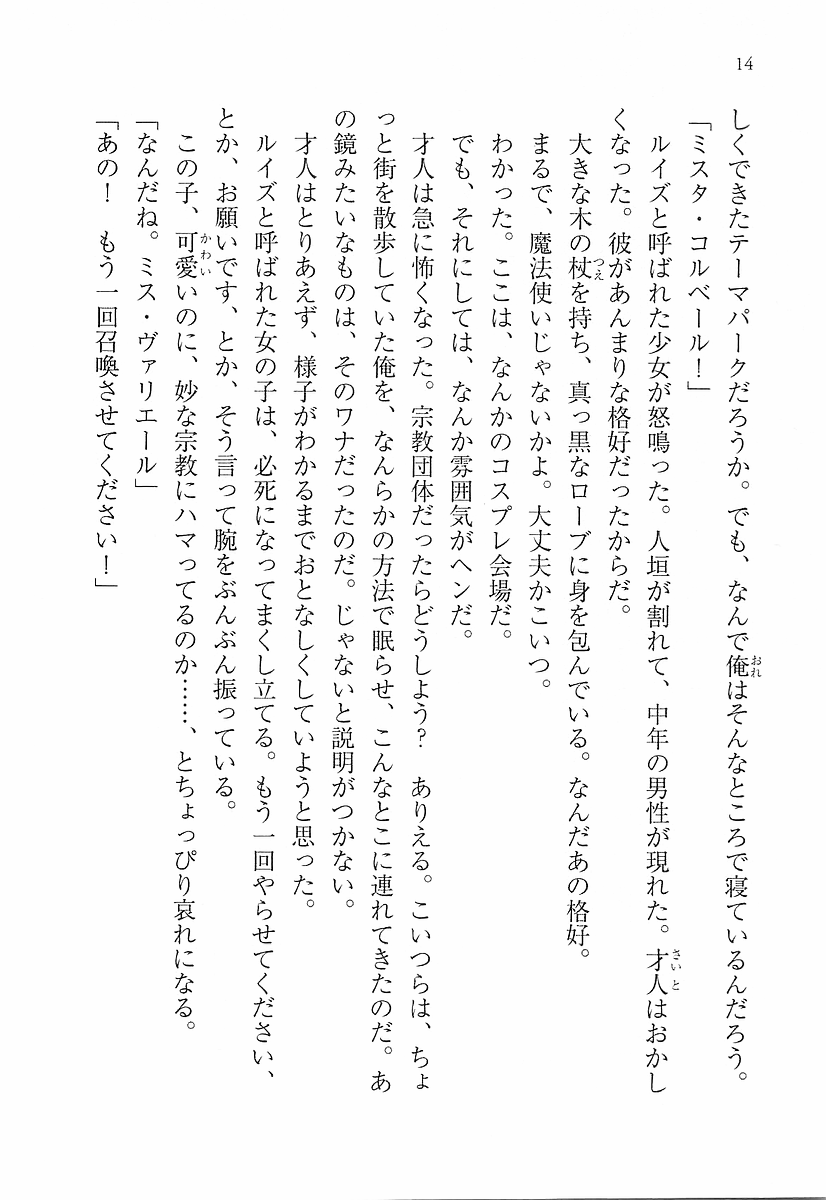 14
しくできたテーマパークだろうか。でも、なんで俺はそんなところで寝ているんだろう。
「ミスタ・コルベール！」
　ルイズと呼ばれた少女が怒鳴った。人垣が割れて、中年の男性が現れた。才人はおかし
くなった。彼があんまりな格好だったからだ。
　大きな木の杖を持ち、真っ黒なローブに身を包んでいる。なんだあの格好。
　まるで、魔法使いじゃないかよ。大丈夫かこいつ。
　わかった。ここは、なんかのコスプレ会場だ。
　でも、それにしては、なんか雰囲気がヘンだ。
　才人は急に怖くなった。宗教団体だったらどうしよう？　ありえる。こいつらは、ちょ
っと街を散歩していた俺を、なんらかの方法で眠らせ、こんなとこに連れてきたのだ。あ
の鏡みたいなものは、そのワナだったのだ。じゃないと説明がつかない。
　才人はとりあえず、様子がわかるまでおとなしくしていようと思った。
　ルイズと呼ばれた女の子は、必死になってまくし立てる。もう一回やらせてください、
とか、お願いです、とか、そう言って腕をぶんぶん振っている。
　この子、可愛いのに、妙な宗教にハマってるのか……、とちょっぴり哀れになる。
「なんだね。ミス・ヴァリエール」
「あの！　もう一回召喚させてください！」